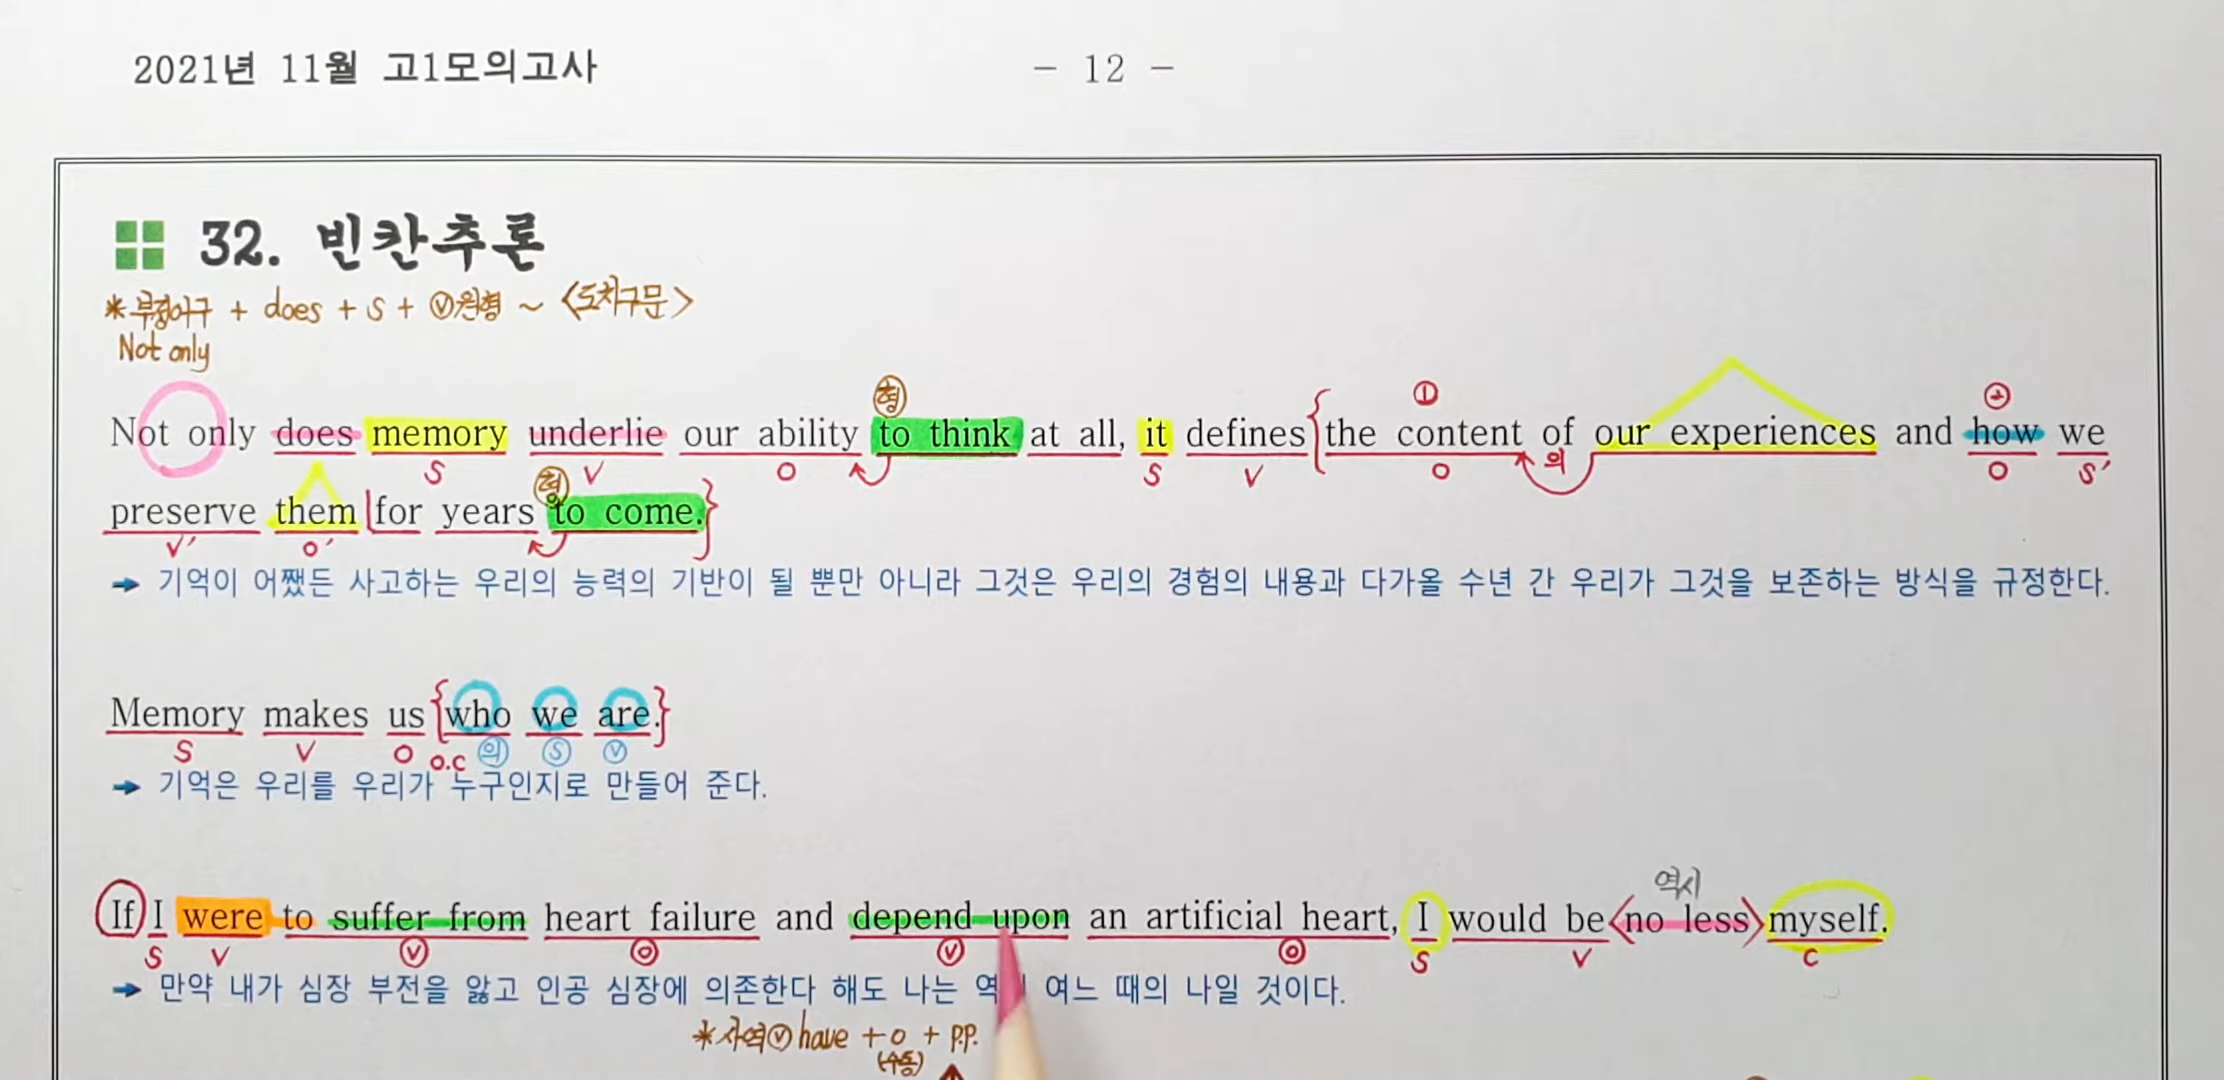 2021년 11월 고1모의고사 - 12 -
32. 빈칸추론
*부정어구 + does + S + Ⓥ원형 ~ <도치구문>
Not only
형 ① ②
Not only does memory underlie our ability to think at all, it defines {the content of our experiences and how we
S V O S V O 의 O S'
형
preserve them for years to come.}
V' O'
➡ 기억이 어쨌든 사고하는 우리의 능력의 기반이 될 뿐만 아니라 그것은 우리의 경험의 내용과 다가올 수년 간 우리가 그것을 보존하는 방식을 규정한다.
Memory makes us {who we are.}
S V O O.C 의 Ⓢ Ⓥ
➡ 기억은 우리를 우리가 누구인지로 만들어 준다.
역시
If I were to suffer from heart failure and depend upon an artificial heart, I would be <no less> myself.
S V Ⓥ Ⓞ Ⓥ Ⓞ S V C
➡ 만약 내가 심장 부전을 앓고 인공 심장에 의존한다 해도 나는 여느 때의 나일 것이다.
*사역Ⓥ have + O + P.P.
(수동)